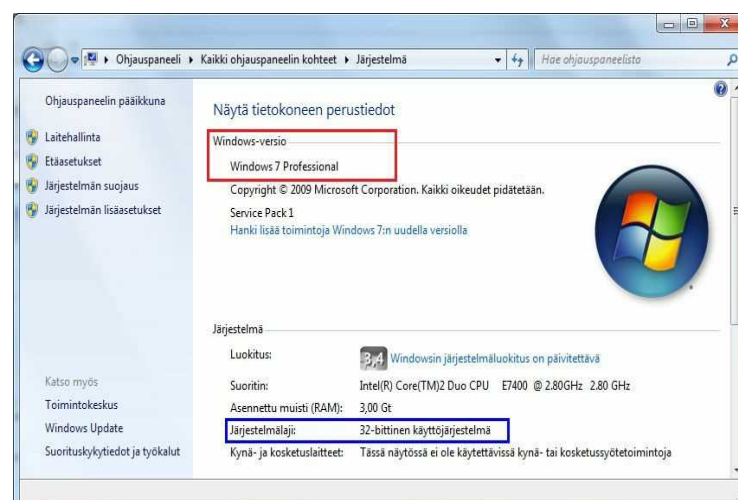 Ohjauspaneeli ▸ Kaikki ohjauspaneelin kohteet ▸ Järjestelmä
Hae ohjauspaneelista
Ohjauspaneelin pääikkuna
Laitehallinta
Etäasetukset
Järjestelmän suojaus
Järjestelmän lisäasetukset
Katso myös
Toimintokeskus
Windows Update
Suorituskykytiedot ja työkalut
Näytä tietokoneen perustiedot
Windows-versio
Windows 7 Professional
Copyright © 2009 Microsoft Corporation. Kaikki oikeudet pidätetään.
Service Pack 1
Hanki lisää toimintoja Windows 7:n uudella versiolla
Järjestelmä
Luokitus: 3,4 Windowsin järjestelmäluokitus on päivitettävä
Suoritin: Intel(R) Core(TM)2 Duo CPU E7400 @ 2.80GHz 2.80 GHz
Asennettu muisti (RAM): 3,00 Gt
Järjestelmälaji: 32-bittinen käyttöjärjestelmä
Kynä- ja kosketuslaitteet: Tässä näytössä ei ole käytettävissä kynä- tai kosketussyötetoimintoja